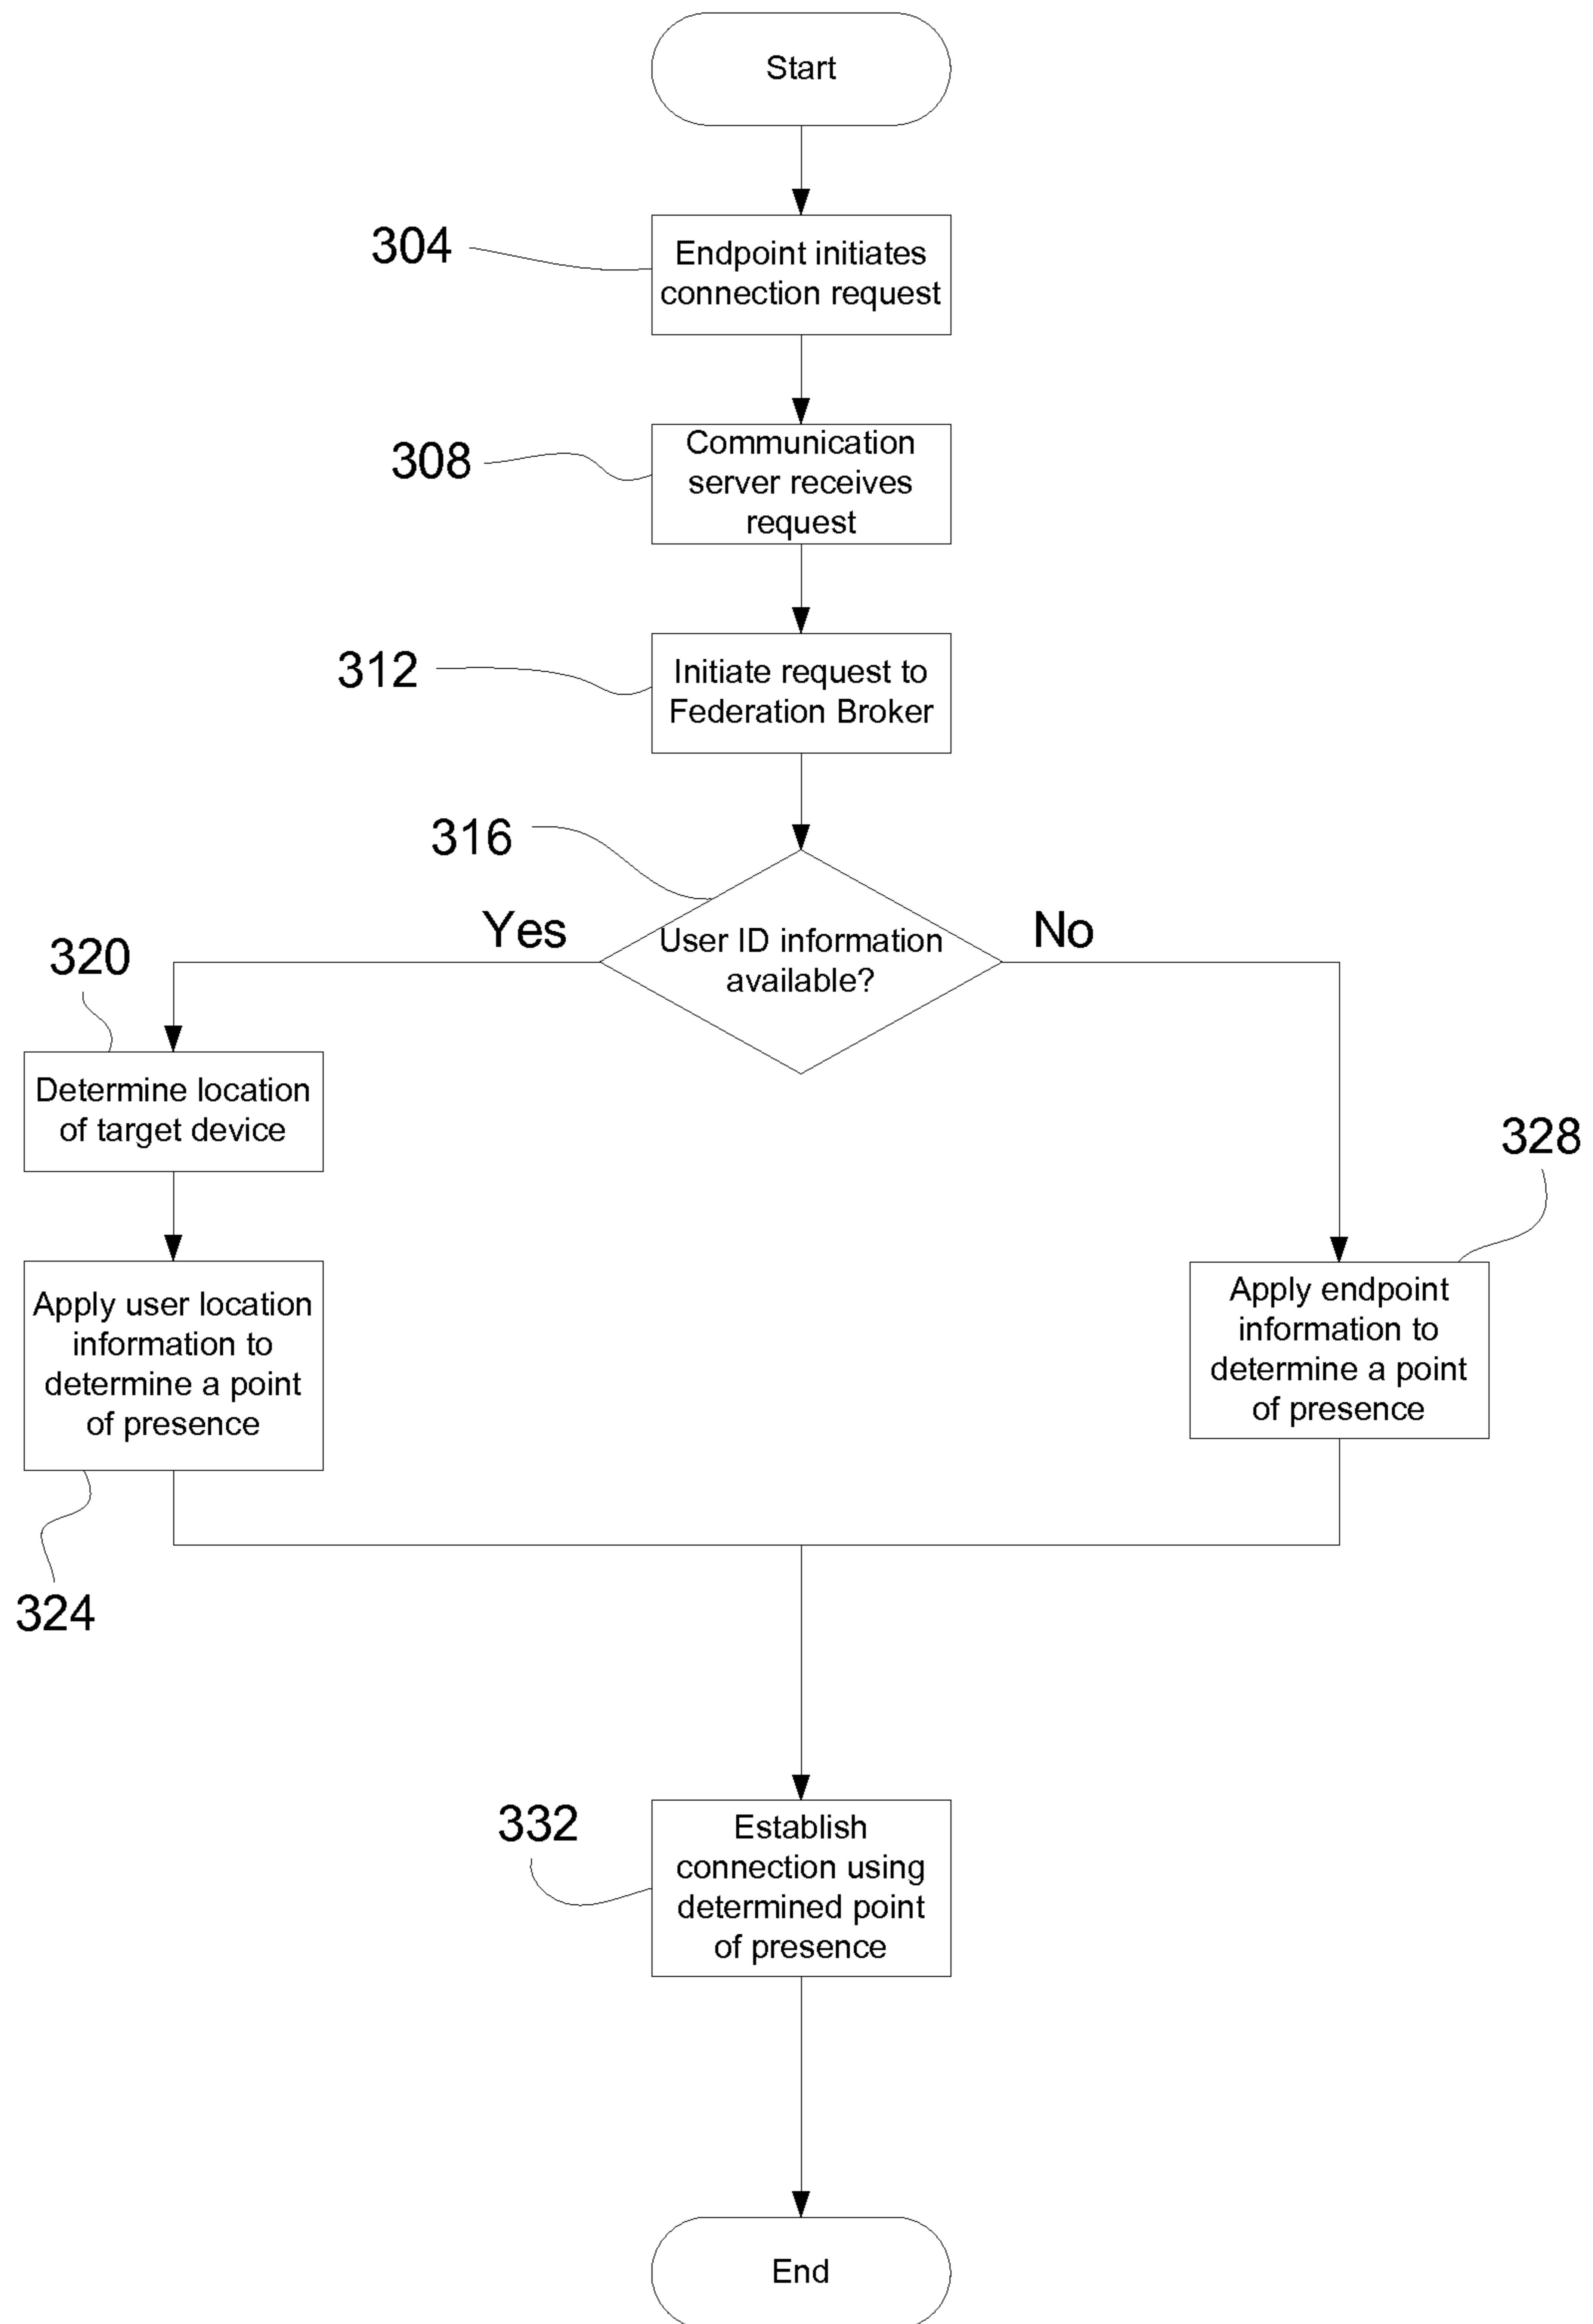 Start
304
Endpoint initiates
connection request
308
Communication
server receives
request
312
Initiate request to
Federation Broker
316
Yes
User ID information
available?
No
320
Determine location
of target device
328
Apply user location
information to
determine a point
of presence
Apply endpoint
information to
determine a point
of presence
324
332
Establish
connection using
determined point
of presence
End